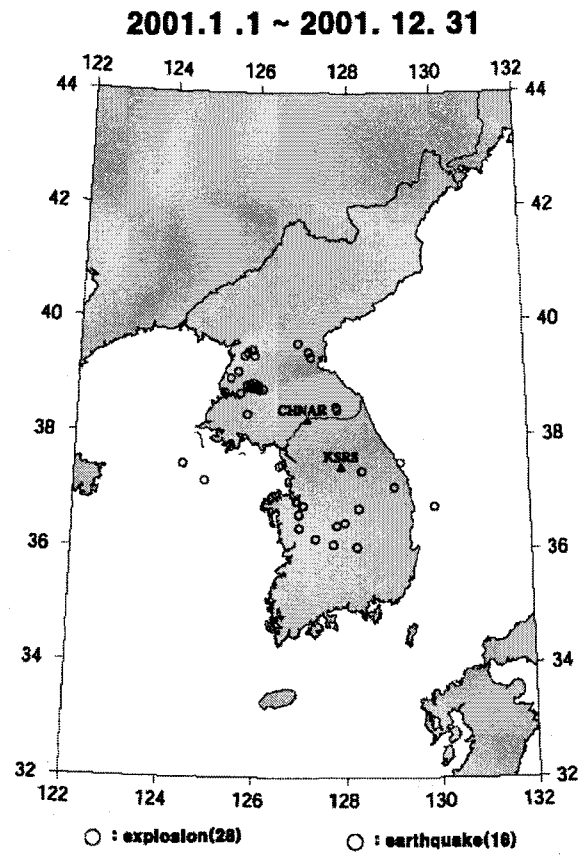 2001.1 .1 ~ 2001. 12. 31
122 124 126 128 130 132
44 44
42 42
40 40
38 38
36 36
34 34
32 32
CHNAR
KSRS
122 124 126 128 130 132
: explosion(28) : earthquake(16)